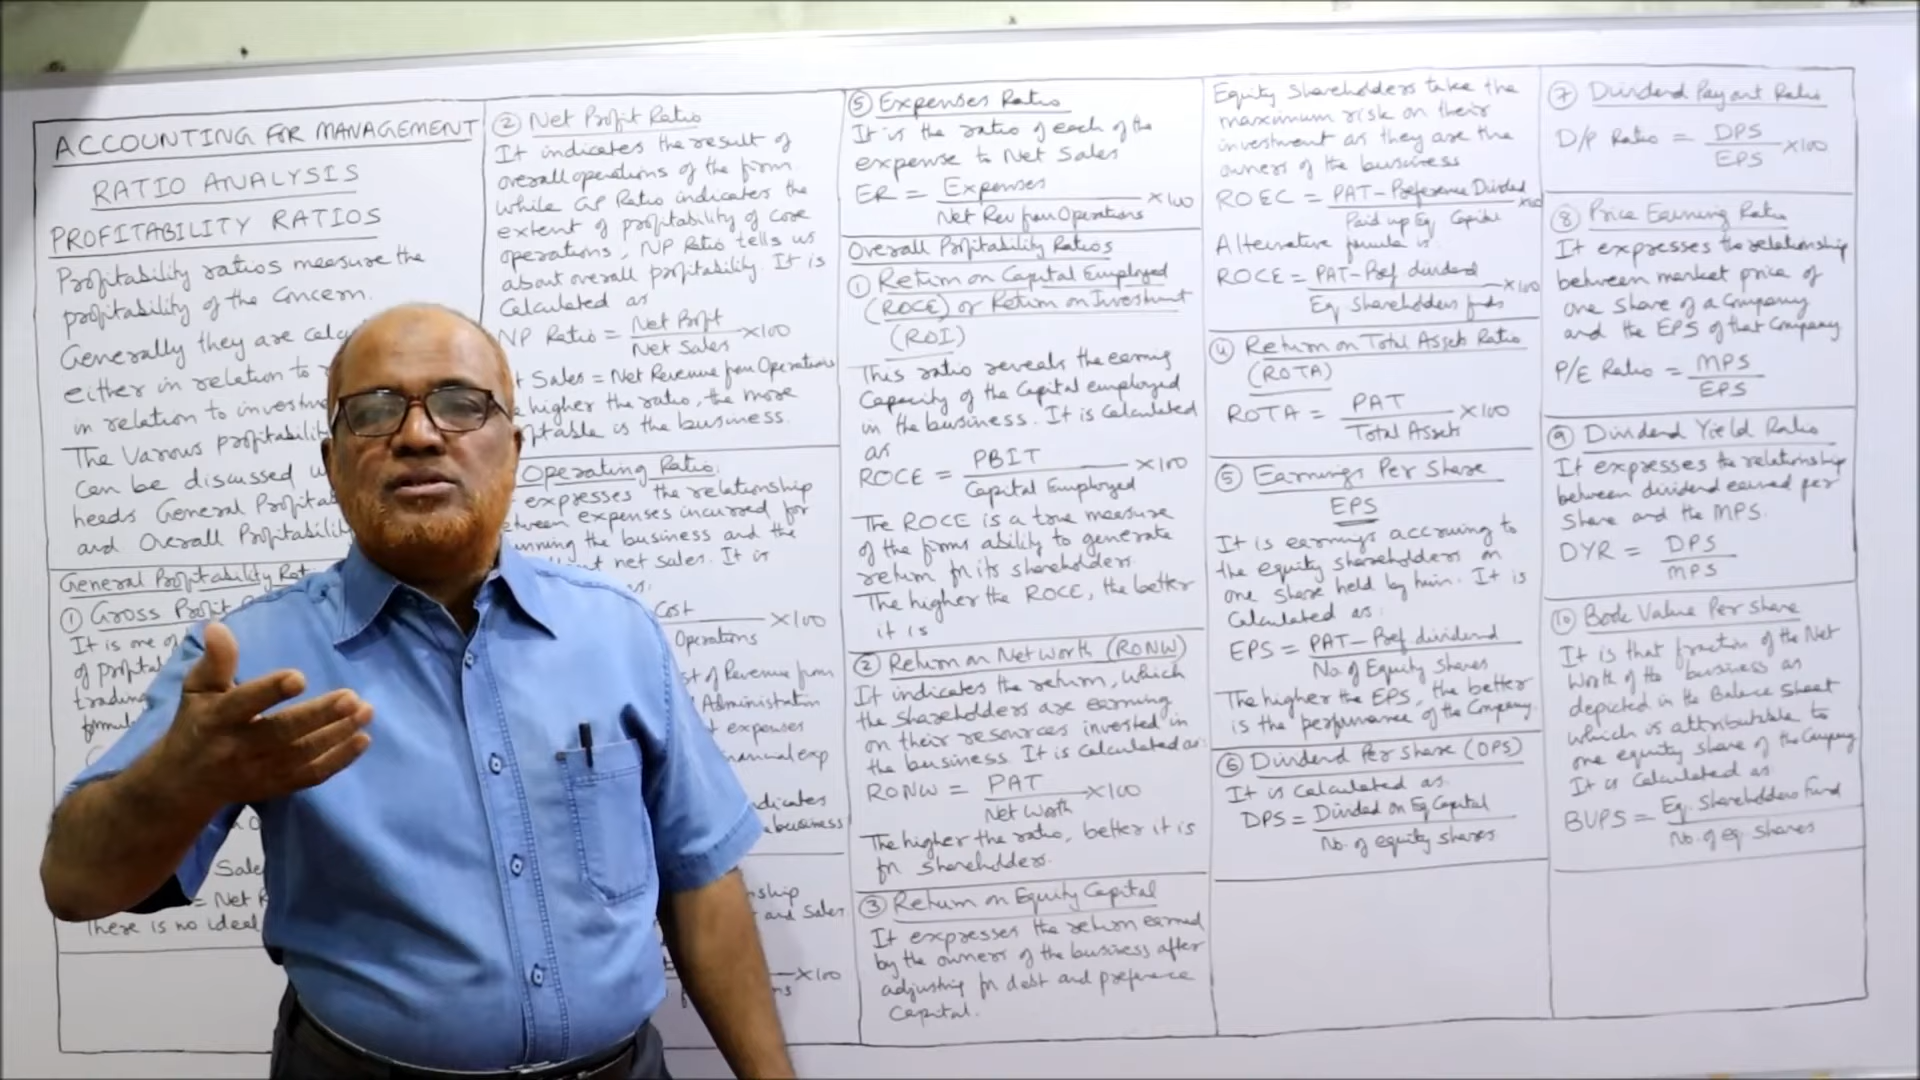 ACCOUNTING FOR MANAGEMENT
RATIO ANALYSIS
PROFITABILITY RATIOS
Profitability ratios measure the
profitability of the concern.
Generally they are
either in relation to
in relation to
The Various
can be discussed
heads General
and Overall
General Profitability
① Gross Profit
It is one of
of
trading
Sale
= Net
There is no ideal
② Net Profit Ratio
It indicates the result of
overall operations of the firm
while GP Ratio indicates the
extent of profitability of core
operations, NP Ratio tells us
about overall profitability. It is
Calculated as
NP Ratio = Net Profit / Net Sales ×100
Sales = Net Revenue from Operations
higher the ratio, the more
is the business.
Operating Ratio
expresses the relationship
expenses incurred for
the business and the
net sales. It is
Cost
Operations ×100
of Revenue from
Administration
expenses
exp
business
and Sales
×100
⑤ Expenses Ratio
It is the ratio of each of the
expense to Net Sales
ER = Expenses / Net Rev from Operations ×100
Overall Profitability Ratios
① Return on Capital Employed
(ROCE) or Return on Investment
(ROI)
This ratio reveals the earning
Capacity of the Capital employed
in the business. It is calculated
as
ROCE = PBIT / Capital Employed ×100
The ROCE is a true measure
of the firms ability to generate
return for its shareholders.
The higher the ROCE, the better
it is
② Return on Net Worth (RONW)
It indicates the return, which
the shareholders are earning
on their resources invested in
the business. It is calculated as:
RONW = PAT / Net Worth ×100
The higher the ratio, better it is
for shareholders.
③ Return on Equity Capital
It expresses the return earned
by the owners of the business after
adjusting for debt and preference
Capital.
Equity Shareholders take the
maximum risk on their
investment as they are the
owners of the business
ROEC = PAT - Preference Dividend / Paid up Eq Capital ×100
Alternative formula is
ROCE = PAT - Pref dividend / Eq Shareholders funds ×100
④ Return on Total Assets Ratio
(ROTA)
ROTA = PAT / Total Assets ×100
⑤ Earnings Per Share
EPS
It is earnings accruing to
the equity shareholders on
one share held by him. It is
Calculated as:
EPS = PAT - Pref dividend / No. of Equity Shares
The higher the EPS, the better
is the performance of the Company.
⑥ Dividend Per Share (DPS)
It is calculated as:
DPS = Dividend on Eq Capital / No. of equity shares
⑦ Dividend Pay out Ratio
D/P Ratio = DPS / EPS ×100
⑧ Price Earning Ratio
It expresses the relationship
between market price of
one share of a Company
and the EPS of that Company
P/E Ratio = MPS / EPS
⑨ Dividend Yield Ratio
It expresses the relationship
between dividend earned per
Share and the MPS.
DYR = DPS / MPS
⑩ Book Value Per Share
It is that fraction of the Net
Worth of the business as
depicted in the Balance Sheet
which is attributable to
one equity share of the Company
It is Calculated as
BVPS = Eq. Shareholders Fund / No. of eq shares